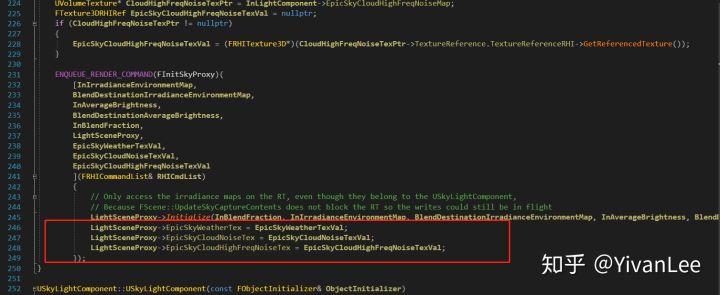 224 UVolumeTexture* CloudHighFreqNoiseTexPtr = InLightComponent->EpicSkyCloudHighFreqNoiseMap;
225 FTexture3DRHIRef EpicSkyCloudHighFreqNoiseTexVal = nullptr;
226 if (CloudHighFreqNoiseTexPtr != nullptr)
227 {
228 EpicSkyCloudHighFreqNoiseTexVal = (FRHITexture3D*)(CloudHighFreqNoiseTexPtr->TextureReference.TextureReferenceRHI->GetReferencedTexture());
229 }
230
231 ENQUEUE_RENDER_COMMAND(FInitSkyProxy)(
232 [InIrradianceEnvironmentMap,
233 BlendDestinationIrradianceEnvironmentMap,
234 InAverageBrightness,
235 BlendDestinationAverageBrightness,
236 InBlendFraction,
237 LightSceneProxy,
238 EpicSkyWeatherTexVal,
239 EpicSkyCloudNoiseTexVal,
240 EpicSkyCloudHighFreqNoiseTexVal
241 ](FRHICommandList& RHICmdList)
242 {
243 // Only access the irradiance maps on the RT, even though they belong to the USkyLightComponent,
244 // Because FScene::UpdateSkyCaptureContents does not block the RT so the writes could still be in flight
245 LightSceneProxy->Initialize(InBlendFraction, InIrradianceEnvironmentMap, BlendDestinationIrradianceEnvironmentMap, InAverageBrightness, Blend
246 LightSceneProxy->EpicSkyWeatherTex = EpicSkyWeatherTexVal;
247 LightSceneProxy->EpicSkyCloudNoiseTex = EpicSkyCloudNoiseTexVal;
248 LightSceneProxy->EpicSkyCloudHighFreqNoiseTex = EpicSkyCloudHighFreqNoiseTexVal;
249 });
250 }
251
252 USkyLightComponent::USkyLightComponent(const FObjectInitializer& ObjectInitializer)
知乎 @YivanLee